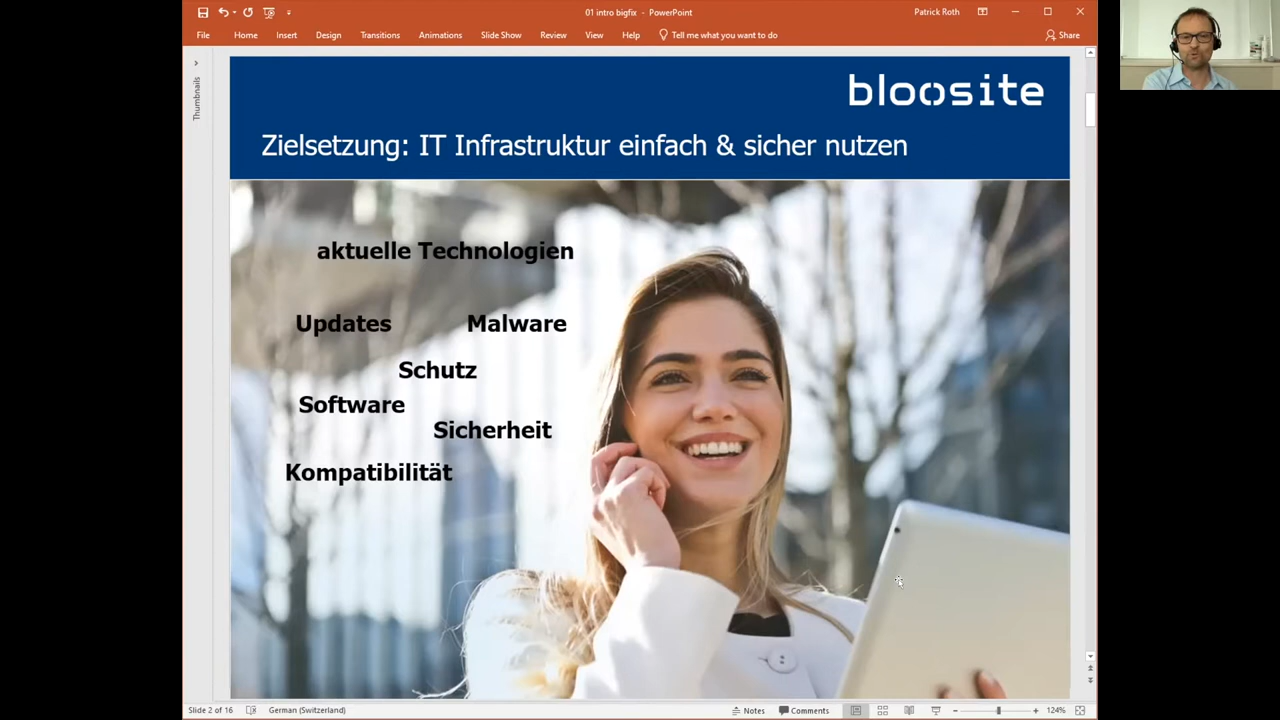 01 intro bigfix - PowerPoint
Patrick Roth
File Home Insert Design Transitions Animations Slide Show Review View Help Tell me what you want to do Share
Thumbnails
bloosite
Zielsetzung: IT Infrastruktur einfach & sicher nutzen
aktuelle Technologien
Updates Malware
Schutz
Software
Sicherheit
Kompatibilität
Slide 2 of 16 German (Switzerland) Notes Comments 124%